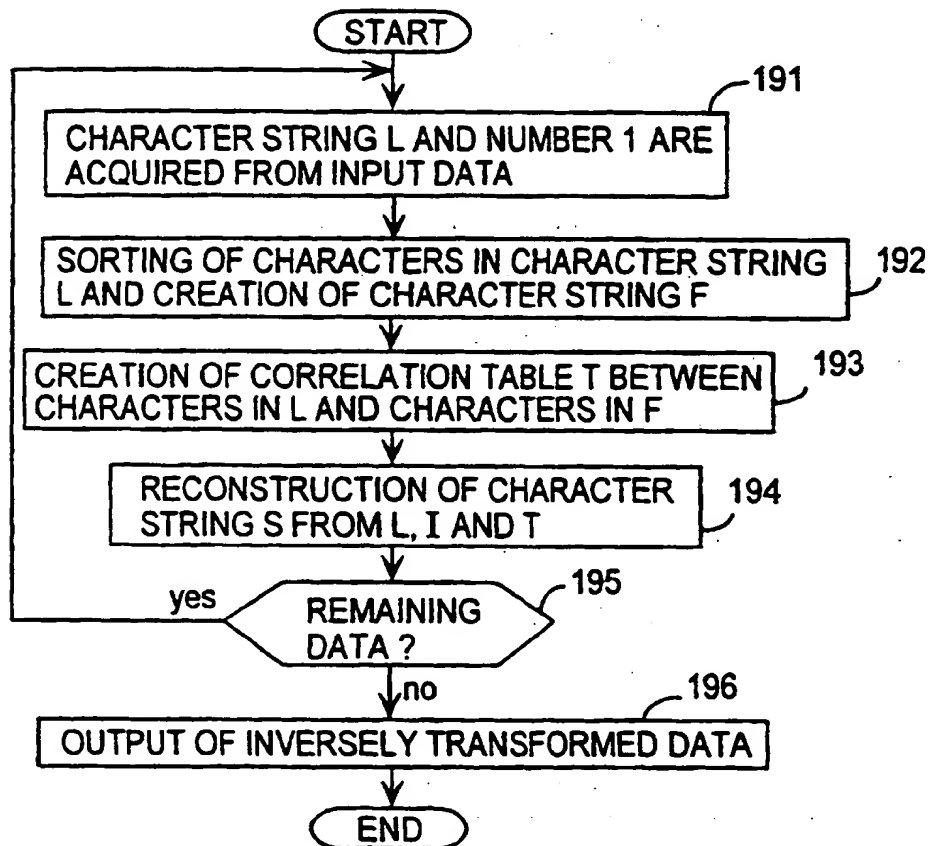 START
191
CHARACTER STRING L AND NUMBER 1 ARE
ACQUIRED FROM INPUT DATA
SORTING OF CHARACTERS IN CHARACTER STRING
L AND CREATION OF CHARACTER STRING F
192
CREATION OF CORRELATION TABLE T BETWEEN
CHARACTERS IN L AND CHARACTERS IN F
193
RECONSTRUCTION OF CHARACTER
STRING S FROM L, I AND T
194
195
yes
REMAINING
DATA ?
no
196
OUTPUT OF INVERSELY TRANSFORMED DATA
END